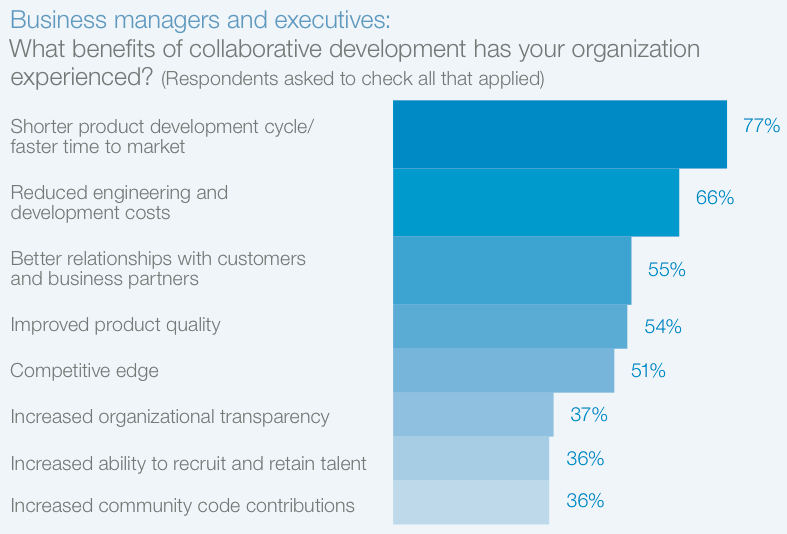 Business managers and executives:
What benefits of collaborative development has your organization
experienced? (Respondents asked to check all that applied)
Shorter product development cycle/
faster time to market
77%
Reduced engineering and
development costs
66%
Better relationships with customers
and business partners
55%
Improved product quality
54%
Competitive edge
51%
Increased organizational transparency
37%
Increased ability to recruit and retain talent
36%
Increased community code contributions
36%